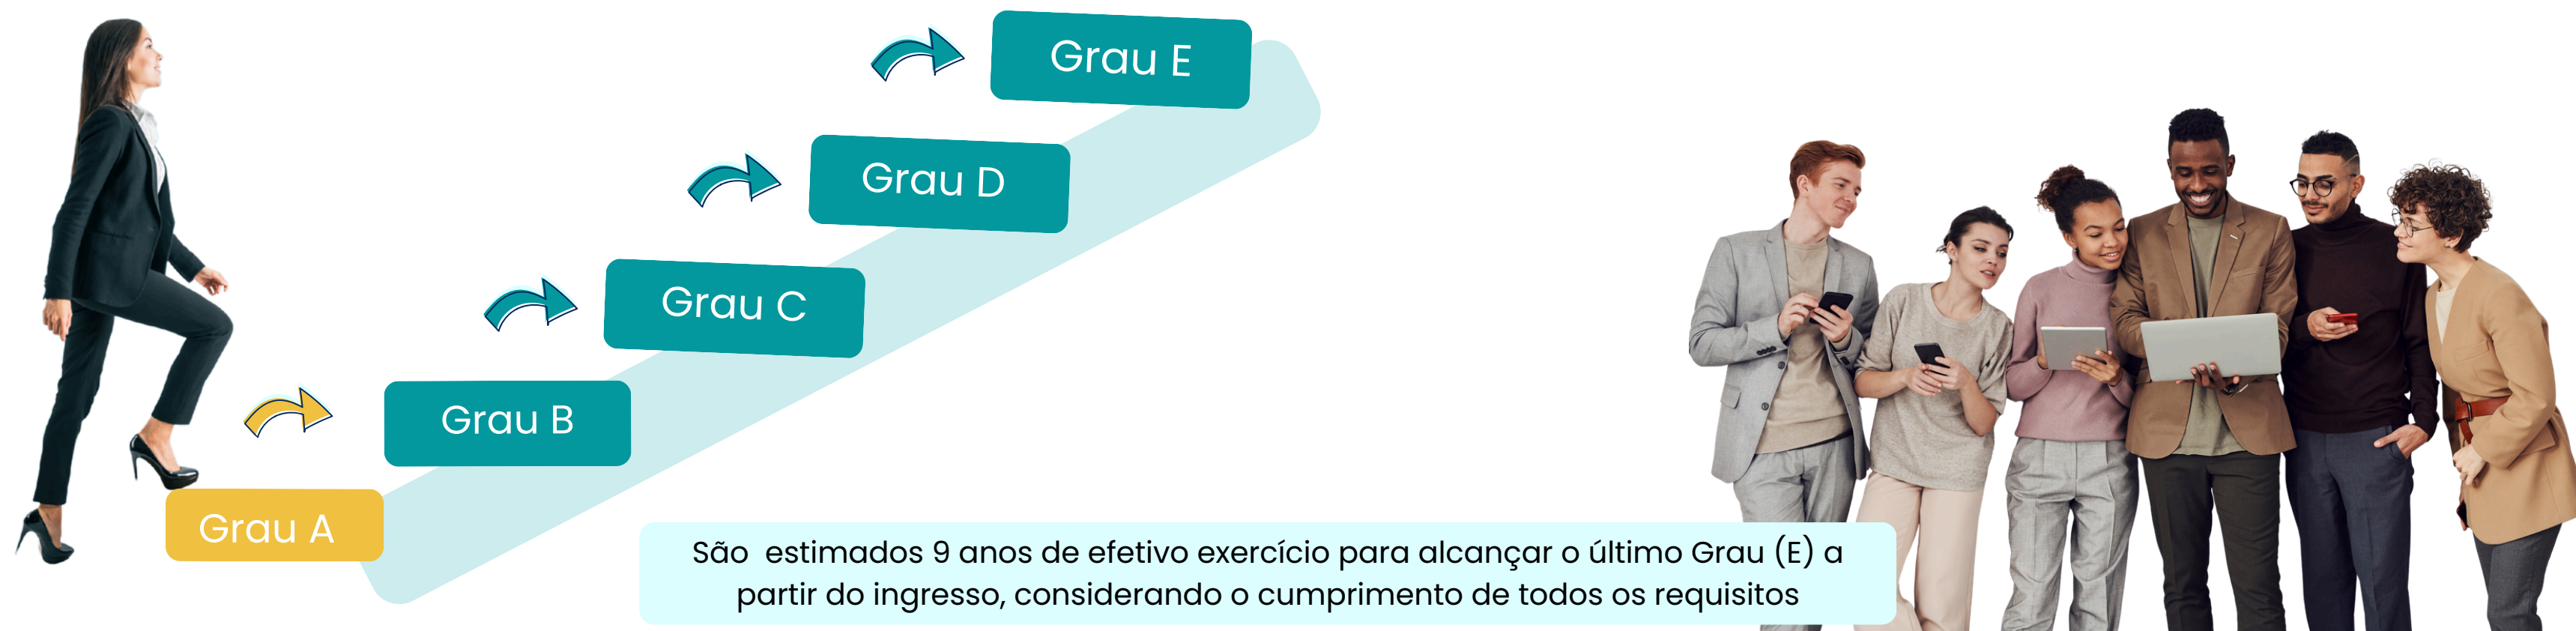 Grau E
Grau D
Grau C
Grau B
Grau A
São  estimados 9 anos de efetivo exercício para alcançar o último Grau (E) a
partir do ingresso, considerando o cumprimento de todos os requisitos